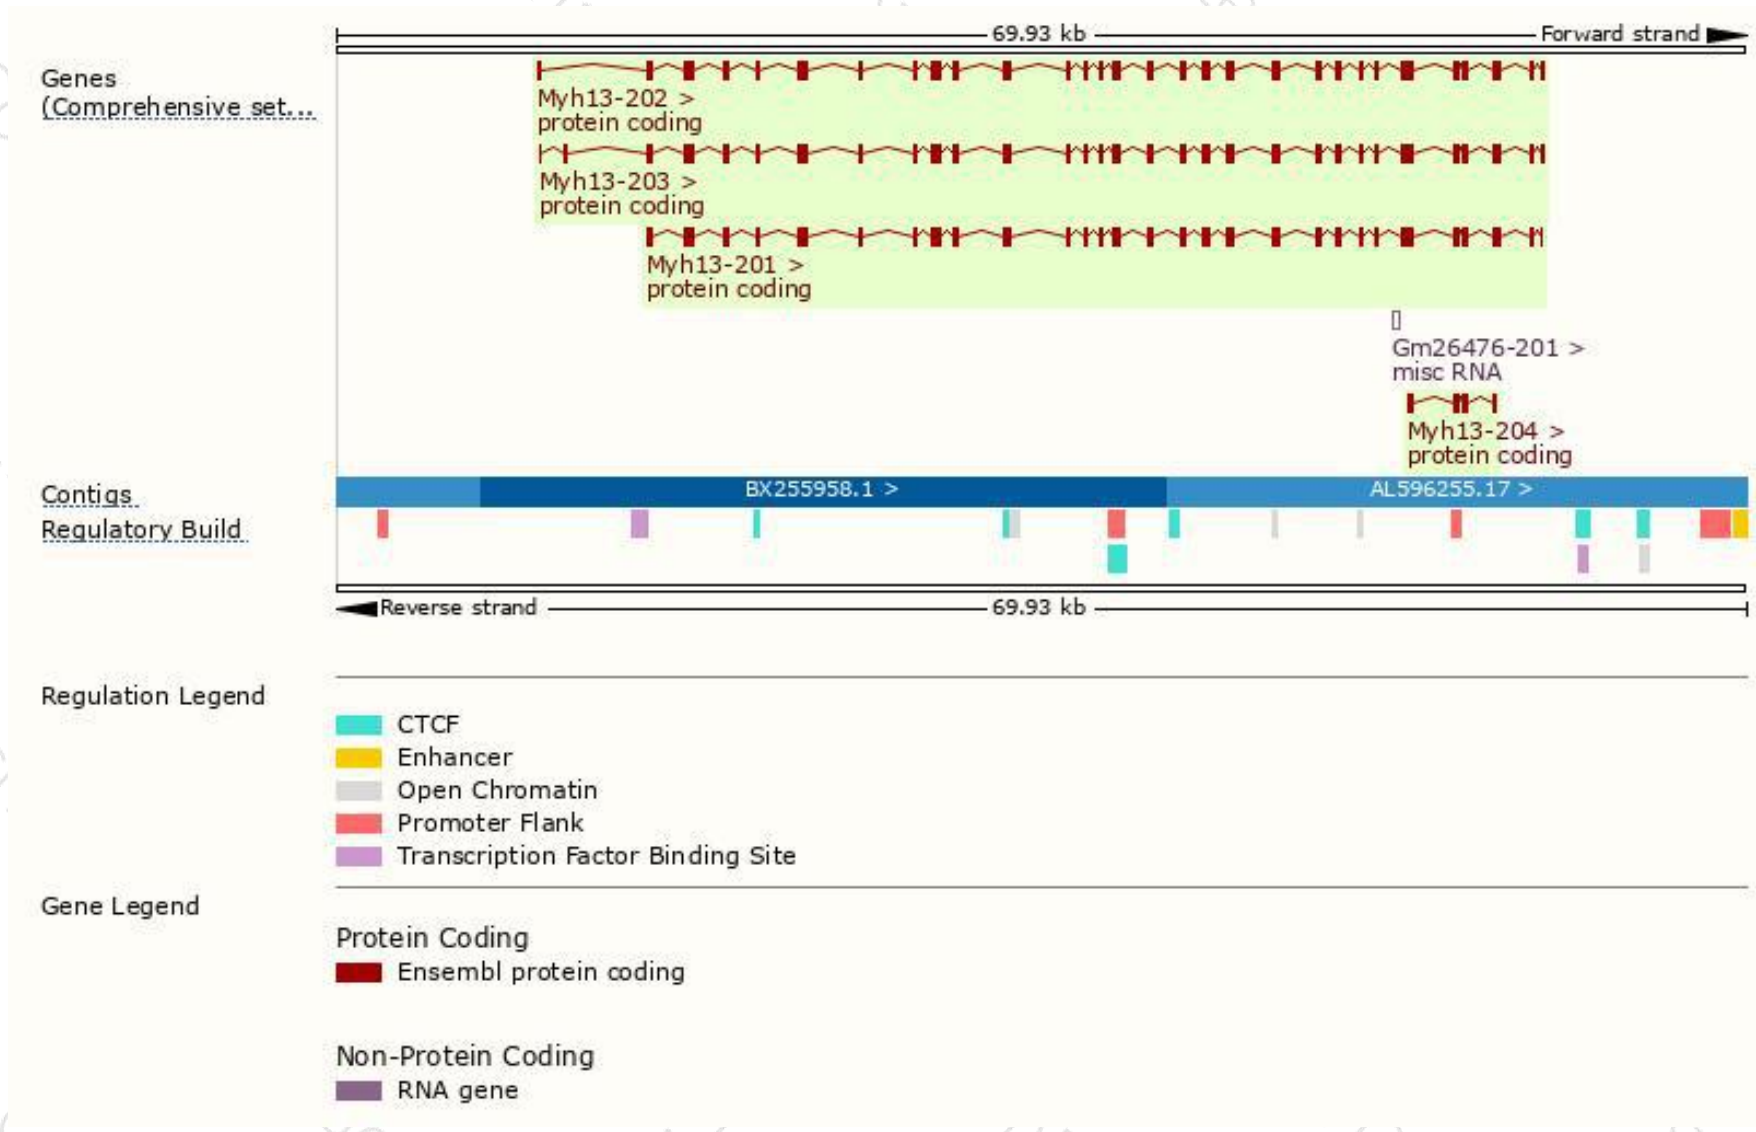 69.93 kb
Forward strand
Genes
(Comprehensive set...
Myh13-202 >
protein coding
Myh13-203 >
protein coding
Myh13-201 >
protein coding
Gm26476-201 >
misc RNA
Myh13-204 >
protein coding
Contigs
BX255958.1 >
AL596255.17 >
Regulatory Build
Reverse strand
69.93 kb
Regulation Legend
CTCF
Enhancer
Open Chromatin
Promoter Flank
Transcription Factor Binding Site
Gene Legend
Protein Coding
Ensembl protein coding
Non-Protein Coding
RNA gene